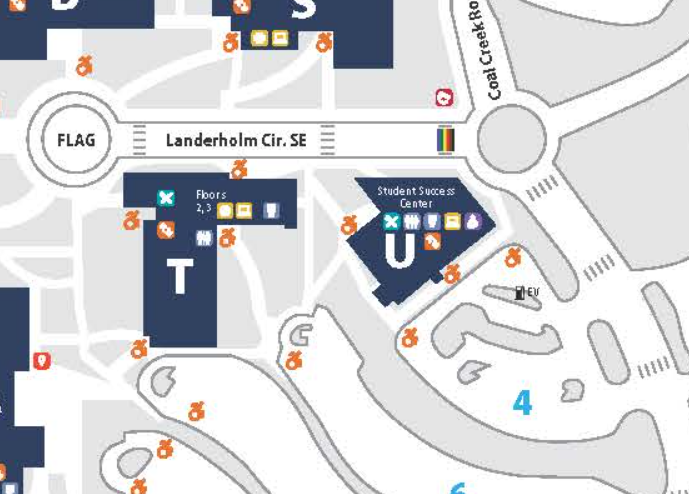 S
Coal Creek Ro
FLAG
Landerholm Cir. SE
Floors
2, 3
Student Success
Center
U
T
EV
4
6